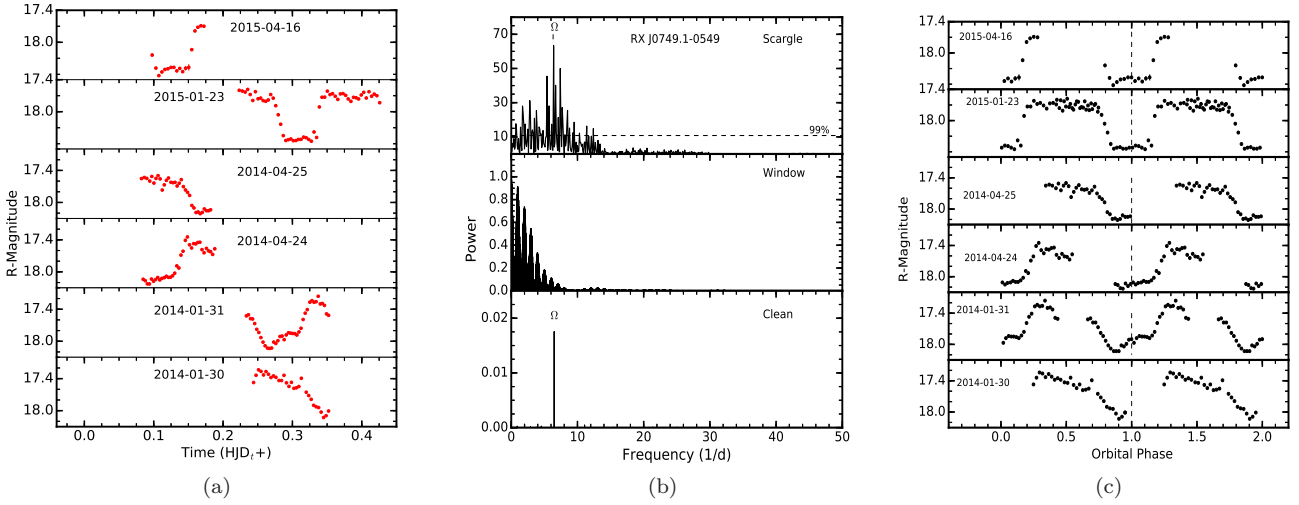 17.4
2015-04-16
18.0
17.4
2015-01-23
18.0
2014-04-25
17.4
18.0
2014-04-24
17.4
18.0
2014-01-31
17.4
18.0
2014-01-30
17.4
18.0
R-Magnitude
0.0 0.1 0.2 0.3 0.4
Time (HJDt+)
(a)
Ω
RX J0749.1-0549 Scargle
70
50
30
10
99%
Window
1.0
0.8
0.6
0.4
0.2
0.0
Power
Ω
Clean
0.02
0.01
0.00
0 10 20 30 40 50
Frequency (1/d)
(b)
17.4
2015-04-16
18.0
17.4
2015-01-23
18.0
17.4
2014-04-25
18.0
17.4
2014-04-24
18.0
17.4
2014-01-31
18.0
17.4
2014-01-30
18.0
R-Magnitude
0.0 0.5 1.0 1.5 2.0
Orbital Phase
(c)